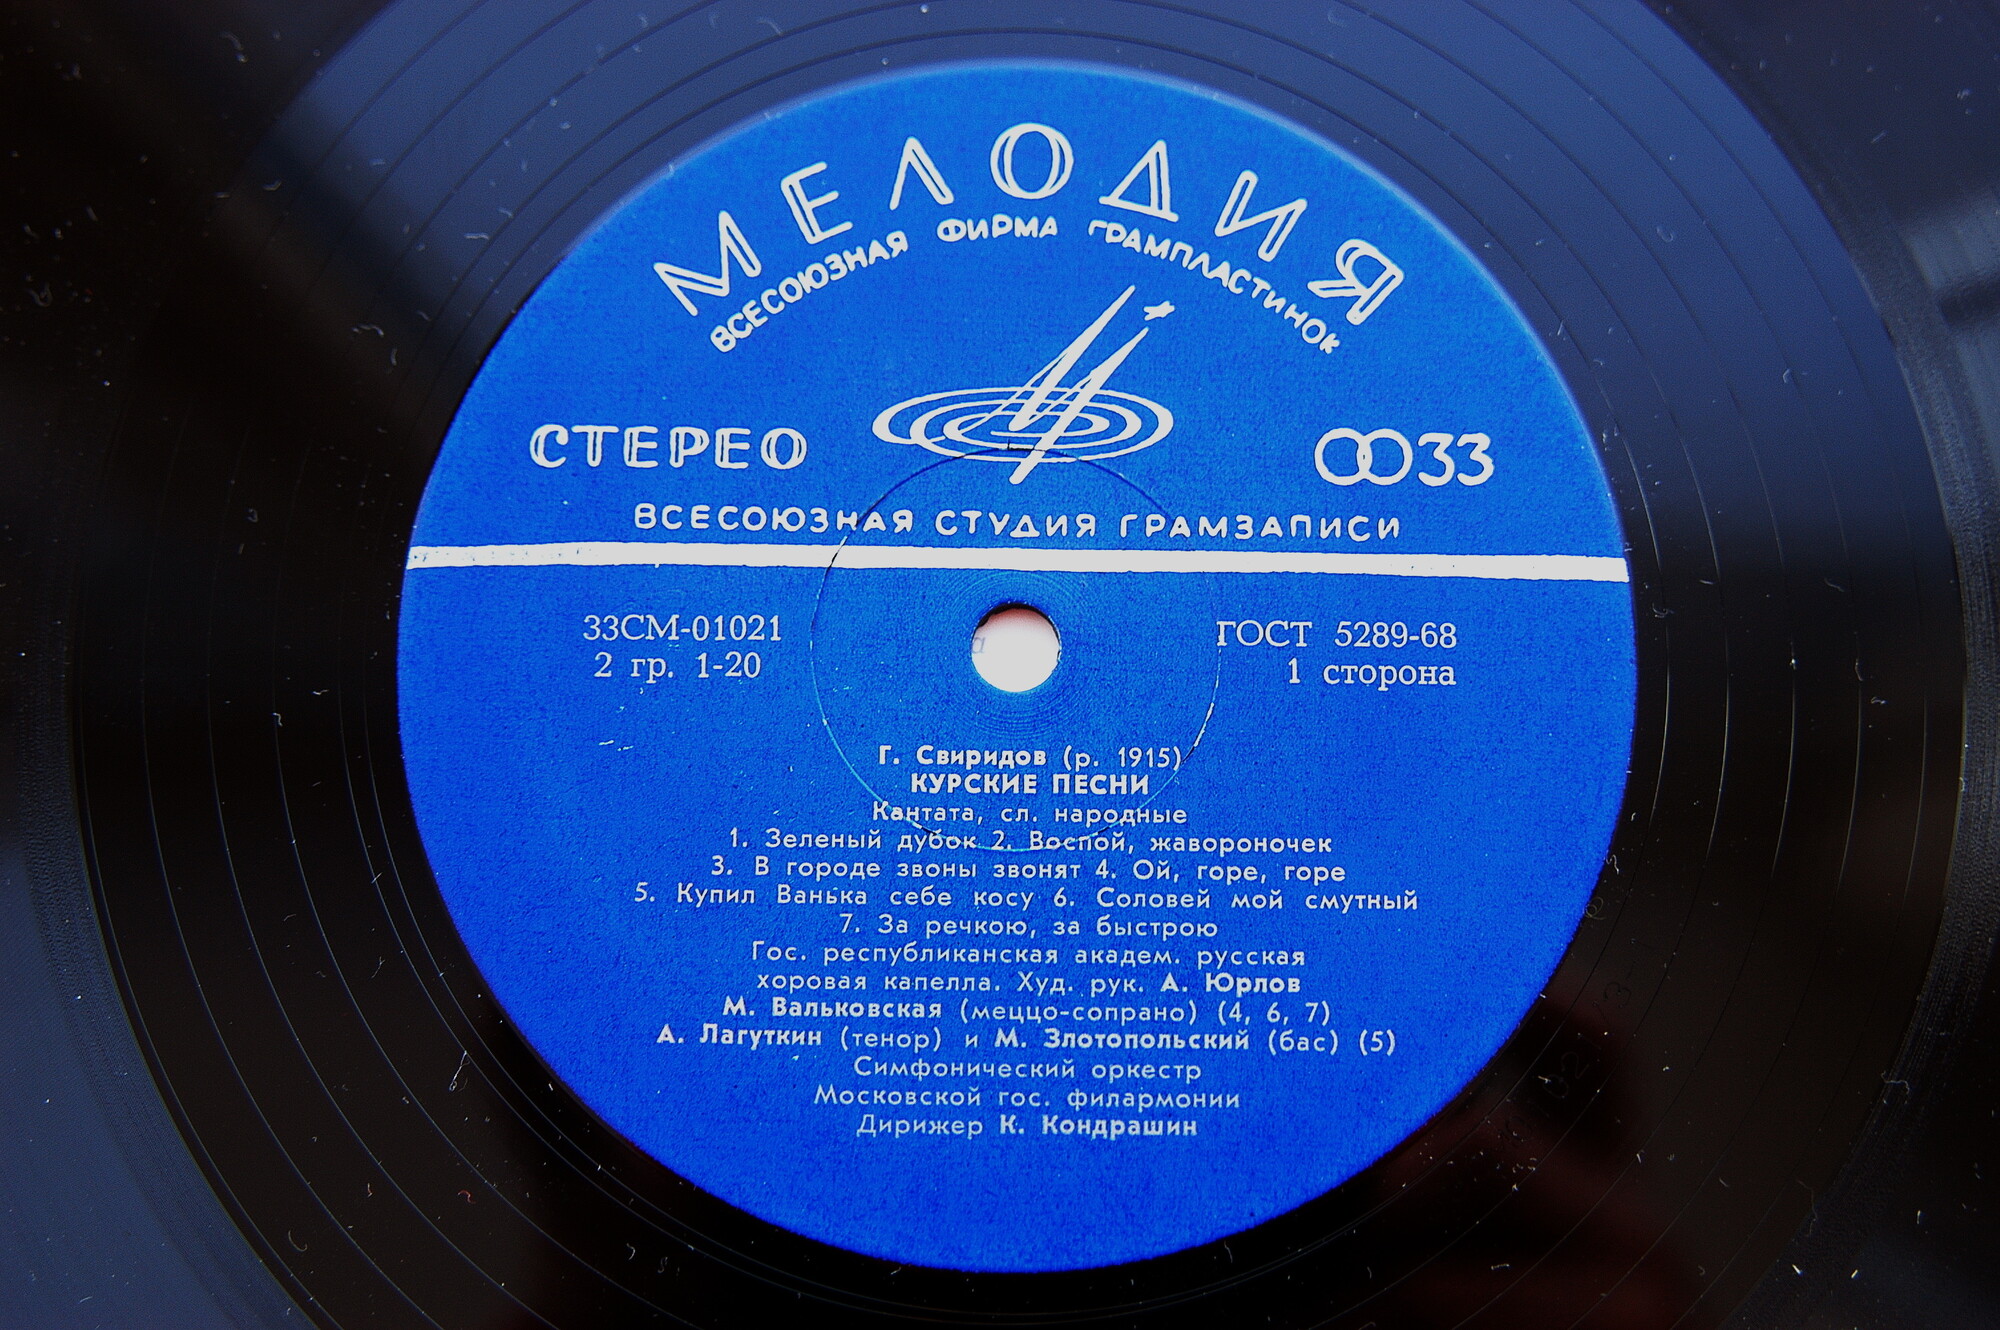 МЕЛОДИЯ
ВСЕСОЮЗНАЯ ФИРМА ГРАМПЛАСТИНОК
СТЕРЕО
33
ВСЕСОЮЗНАЯ СТУДИЯ ГРАМЗАПИСИ
33СМ-01021
2 гр. 1-20
ГОСТ 5289-68
1 сторона
Г. Свиридов (р. 1915)
КУРСКИЕ ПЕСНИ
Кантата, сл. народные
1. Зеленый дубок 2. Воспой, жавороночек
3. В городе звоны звонят 4. Ой, горе, горе
5. Купил Ванька себе косу 6. Соловей мой смутный
7. За речкою, за быстрою
Гос. республиканская академ. русская
хоровая капелла. Худ. рук. А. Юрлов
М. Вальковская (меццо-сопрано) (4, 6, 7)
А. Лагуткин (тенор) и М. Злотопольский (бас) (5)
Симфонический оркестр
Московской гос. филармонии
Дирижер К. Кондрашин